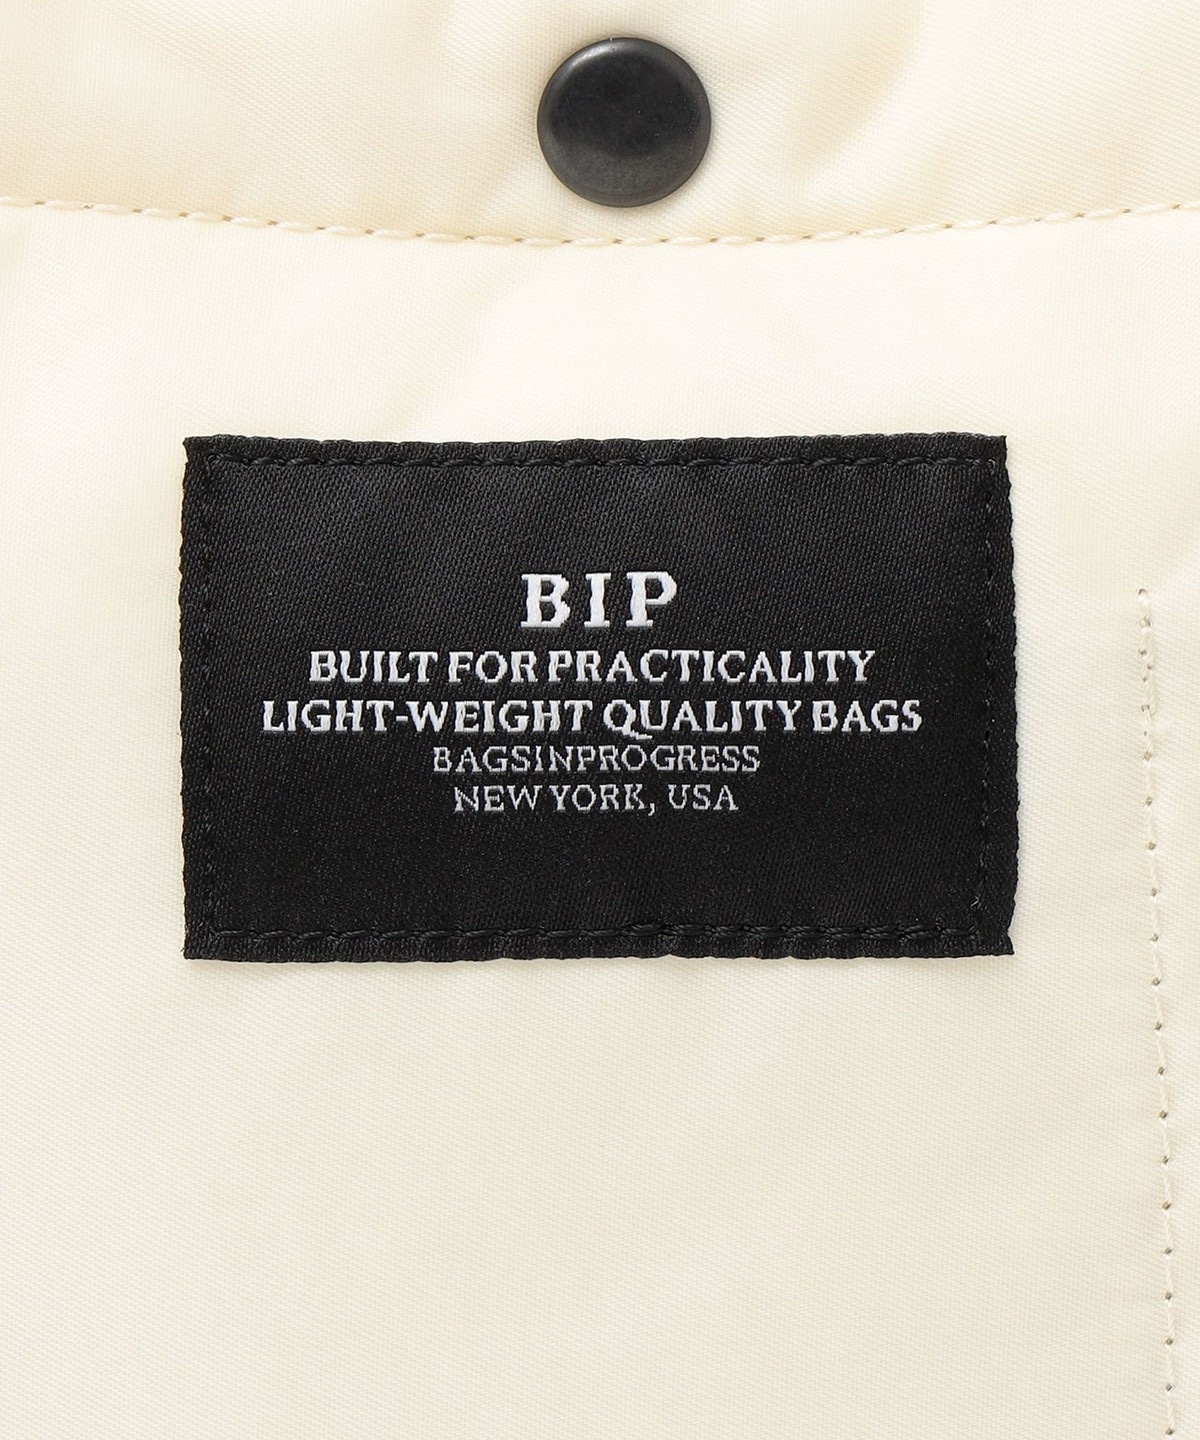 BIP
BUILT FOR PRACTICALITY
LIGHT-WEIGHT QUALITY BAGS
BAGSINPROGRESS
NEW YORK, USA